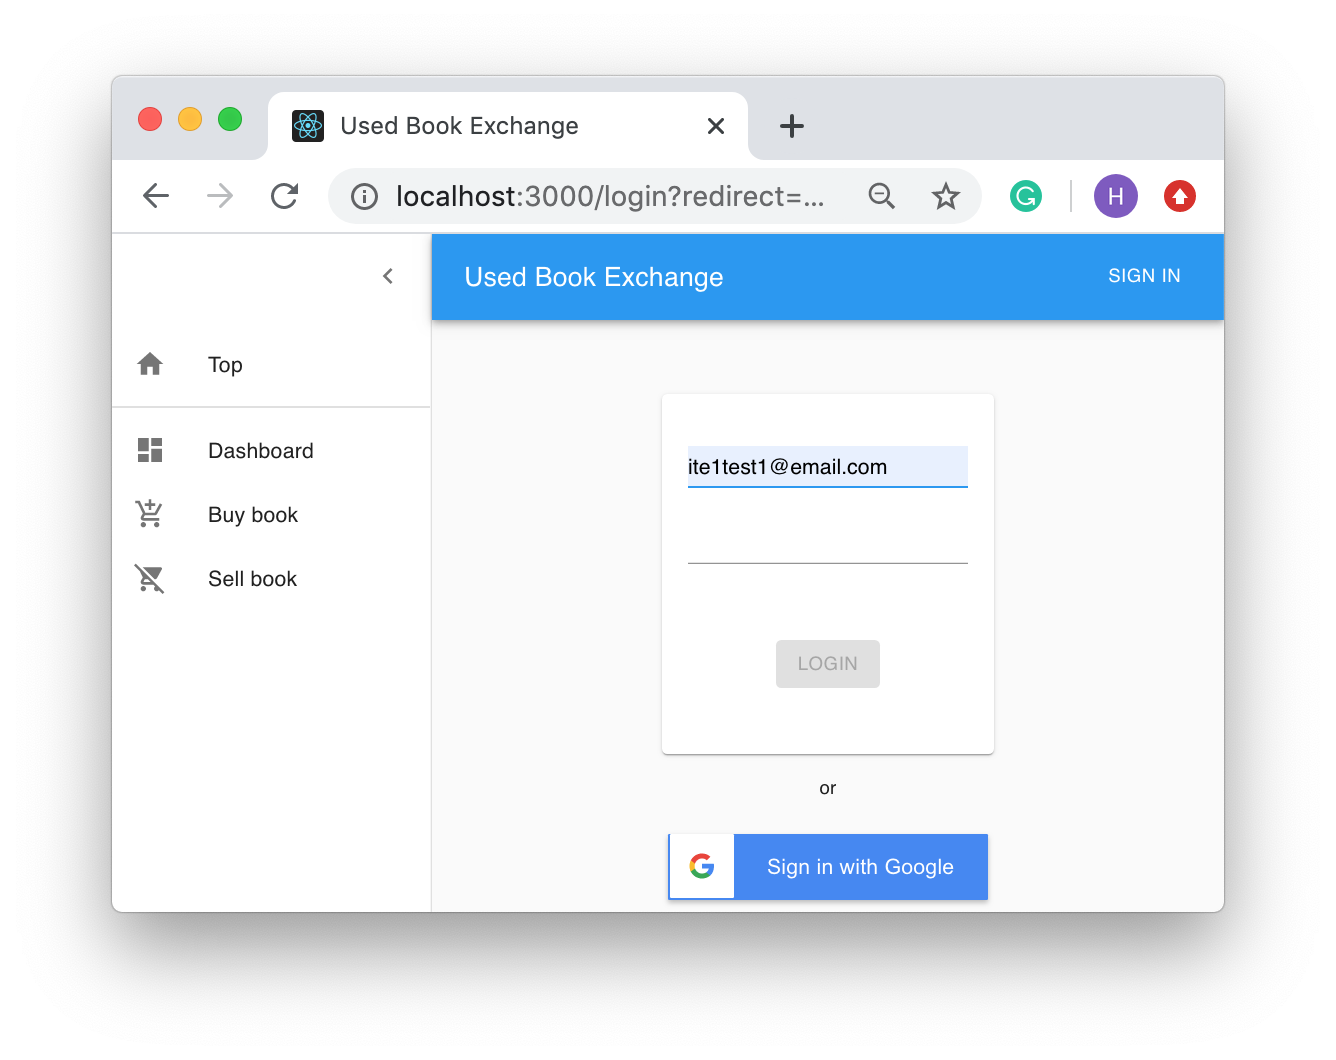 Used Book Exchange
localhost:3000/login?redirect=...
H
Used Book Exchange
SIGN IN
Top
Dashboard
Buy book
Sell book
ite1test1@email.com
LOGIN
or
Sign in with Google